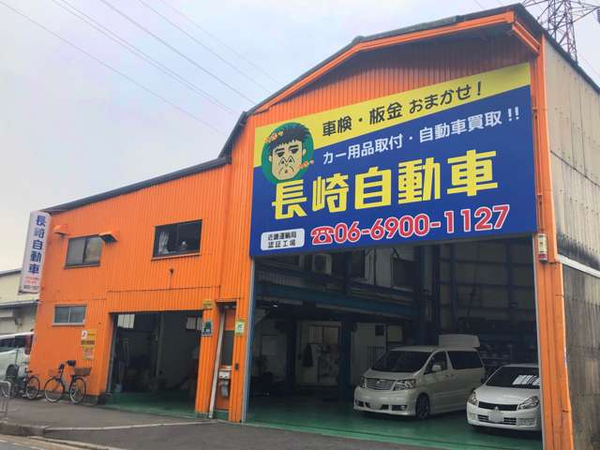 車検・板金おまかせ!
カー用品取付・自動車買取!!
長崎自動車
近畿運輸局
認証工場
☎06-6900-1127
長崎自動車